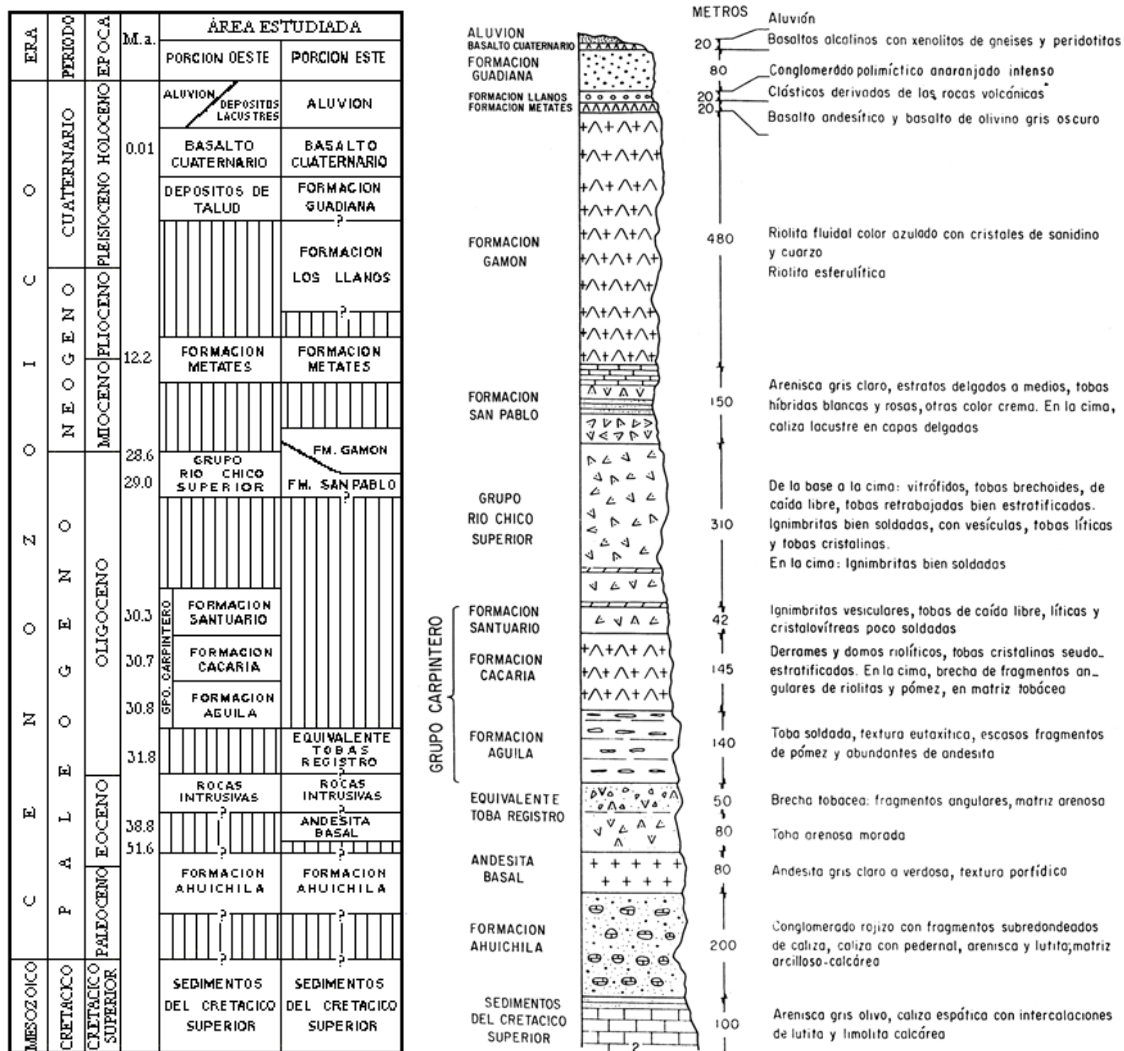 ERA
PERIODO
EPOCA
M.a.
ÁREA ESTUDIADA
PORCION OESTE
PORCION ESTE
CENOZOICO
MESOZOICO
CUATERNARIO
NEOGENO
PALEOGENO
CRETACICO
HOLOCENO
PLEISIOCENO
PLIOCENO
MIOCENO
OLIGOCENO
EOCENO
PALEOCENO
CRETACICO
SUPERIOR
0.01
12.2
28.6
29.0
30.3
30.7
30.8
31.8
38.8
51.6
ALUVION
DEPOSITOS
LACUSTRES
ALUVION
BASALTO
CUATERNARIO
BASALTO
CUATERNARIO
DEPOSITOS DE
TALUD
FORMACION
GUADIANA
?
FORMACION
LOS LLANOS
?
FORMACION
METATES
FORMACION
METATES
FM. GAMON
GRUPO
RIO CHICO
SUPERIOR
FM. SAN PABLO
?
GPO. CARPINTERO
FORMACION
SANTUARIO
FORMACION
CACARIA
FORMACION
AGUILA
EQUIVALENTE
TOBAS
REGISTRO
?
ROCAS
INTRUSIVAS
ROCAS
INTRUSIVAS
?
?
ANDESITA
BASAL
?
FORMACION
AHUICHILA
FORMACION
AHUICHILA
?
?
?
?
SEDIMENTOS
DEL CRETACICO
SUPERIOR
SEDIMENTOS
DEL CRETACICO
SUPERIOR
METROS
ALUVION
Aluvión
BASALTO CUATERNARIO
20
Basaltos alcalinos con xenolitos de gneises y peridotitas
FORMACION
GUADIANA
80
Conglomerádo polimíctico anaranjado intenso
FORMACION LLANOS
20
Clásticos derivados de las rocas volcánicas
FORMACION METATES
20
Basalto andesítico y basalto de olivino gris oscuro
FORMACION
GAMON
480
Riolita fluidal color azulado con cristales de sanidino
y cuarzo
Riolita esferulítica
FORMACION
SAN PABLO
150
Arenisca gris claro, estratos delgados a medios, tobas
híbridas blancas y rosas, otras color crema. En la cima,
caliza lacustre en capas delgadas
GRUPO
RIO CHICO
SUPERIOR
310
De la base a la cima: vitrófidos, tobas brechoides, de
caída libre, tobas retrabajadas bien estratificadas.
Ignimbritas bien soldadas, con vesículas, tobas líticas
y tobas cristalinas.
En la cima: Ignimbritas bien soldadas
GRUPO CARPINTERO
FORMACION
SANTUARIO
42
Ignimbritas vesiculares, tobas de caída libre, líticas y
cristalovítreas poco soldadas
FORMACION
CACARIA
145
Derrames y domos riolíticos, tobas cristalinas seudo_
estratificadas. En la cima, brecha de fragmentos an_
gulares de riolitas y pómez, en matriz tobácea
FORMACION
AGUILA
140
Toba soldada, textura eutaxitica, escasos fragmentos
de pómez y abundantes de andesita
EQUIVALENTE
TOBA REGISTRO
50
Brecha tobacea: fragmentos angulares, matriz arenosa
80
Toba arenosa morada
ANDESITA
BASAL
80
Andesita gris claro a verdosa, textura porfídica
FORMACION
AHUICHILA
200
Conglomerado rojizo con fragmentos subredondeados
de caliza, caliza con pedernal, arenisca y lutita; matriz
arcilloso-calcárea
SEDIMENTOS
DEL CRETACICO
SUPERIOR
100
Arenisca gris olivo, caliza espática con intercalaciones
de lutita y limolita calcárea
?